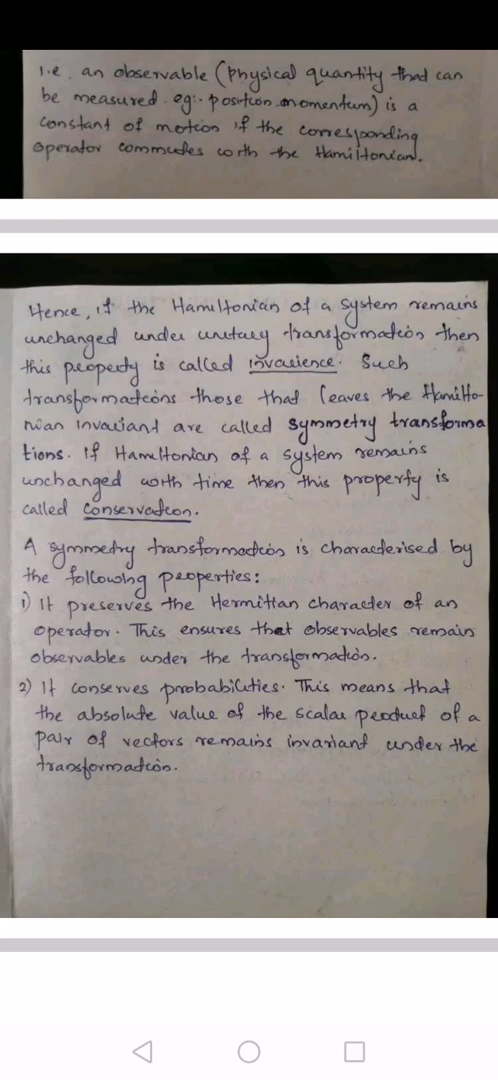 i.e. an observable (physical quantity that can
be measured. eg:- position momentum) is a
constant of motion if the corresponding
operator commutes with the Hamiltonian.
Hence, if the Hamiltonian of a system remains
unchanged under unitary transformation then
this property is called invarience. Such
transformations those that leaves the Hamilto-
nian invariant are called symmetry transforma
tions. If Hamiltonian of a system remains
unchanged with time then this property is
called conservation.
A symmetry transformation is characterised by
the following properties:
1) It preserves the Hermitian character of an
operator. This ensures that observables remain
observables under the transformation.
2) It conserves probabilities. This means that
the absolute value of the scalar product of a
pair of vectors remains invariant under the
transformation.